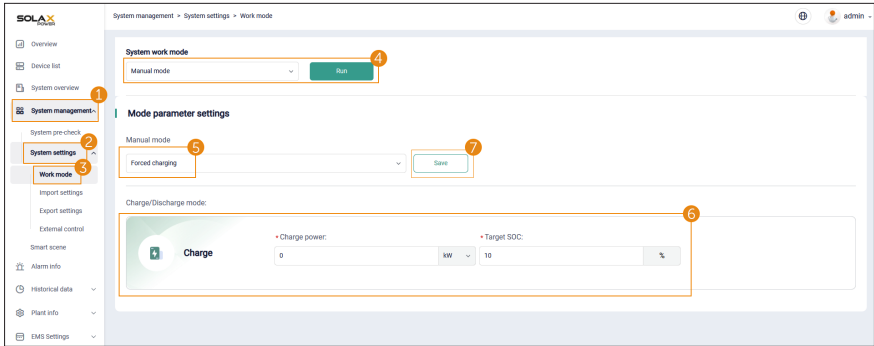 SOLAX
POWER
System management > System settings > Work mode
admin
Overview
Device list
System overview
1
System management
System pre-check
2
System settings
3
Work mode
Import settings
Export settings
External control
Smart scene
Alarm info
Historical data
Plant info
EMS Settings
System work mode
4
Manual mode
Run
Mode parameter settings
Manual mode
5
Forced charging
7
Save
Charge/Discharge mode:
6
Charge
* Charge power:
0
kW
* Target SOC:
10
%